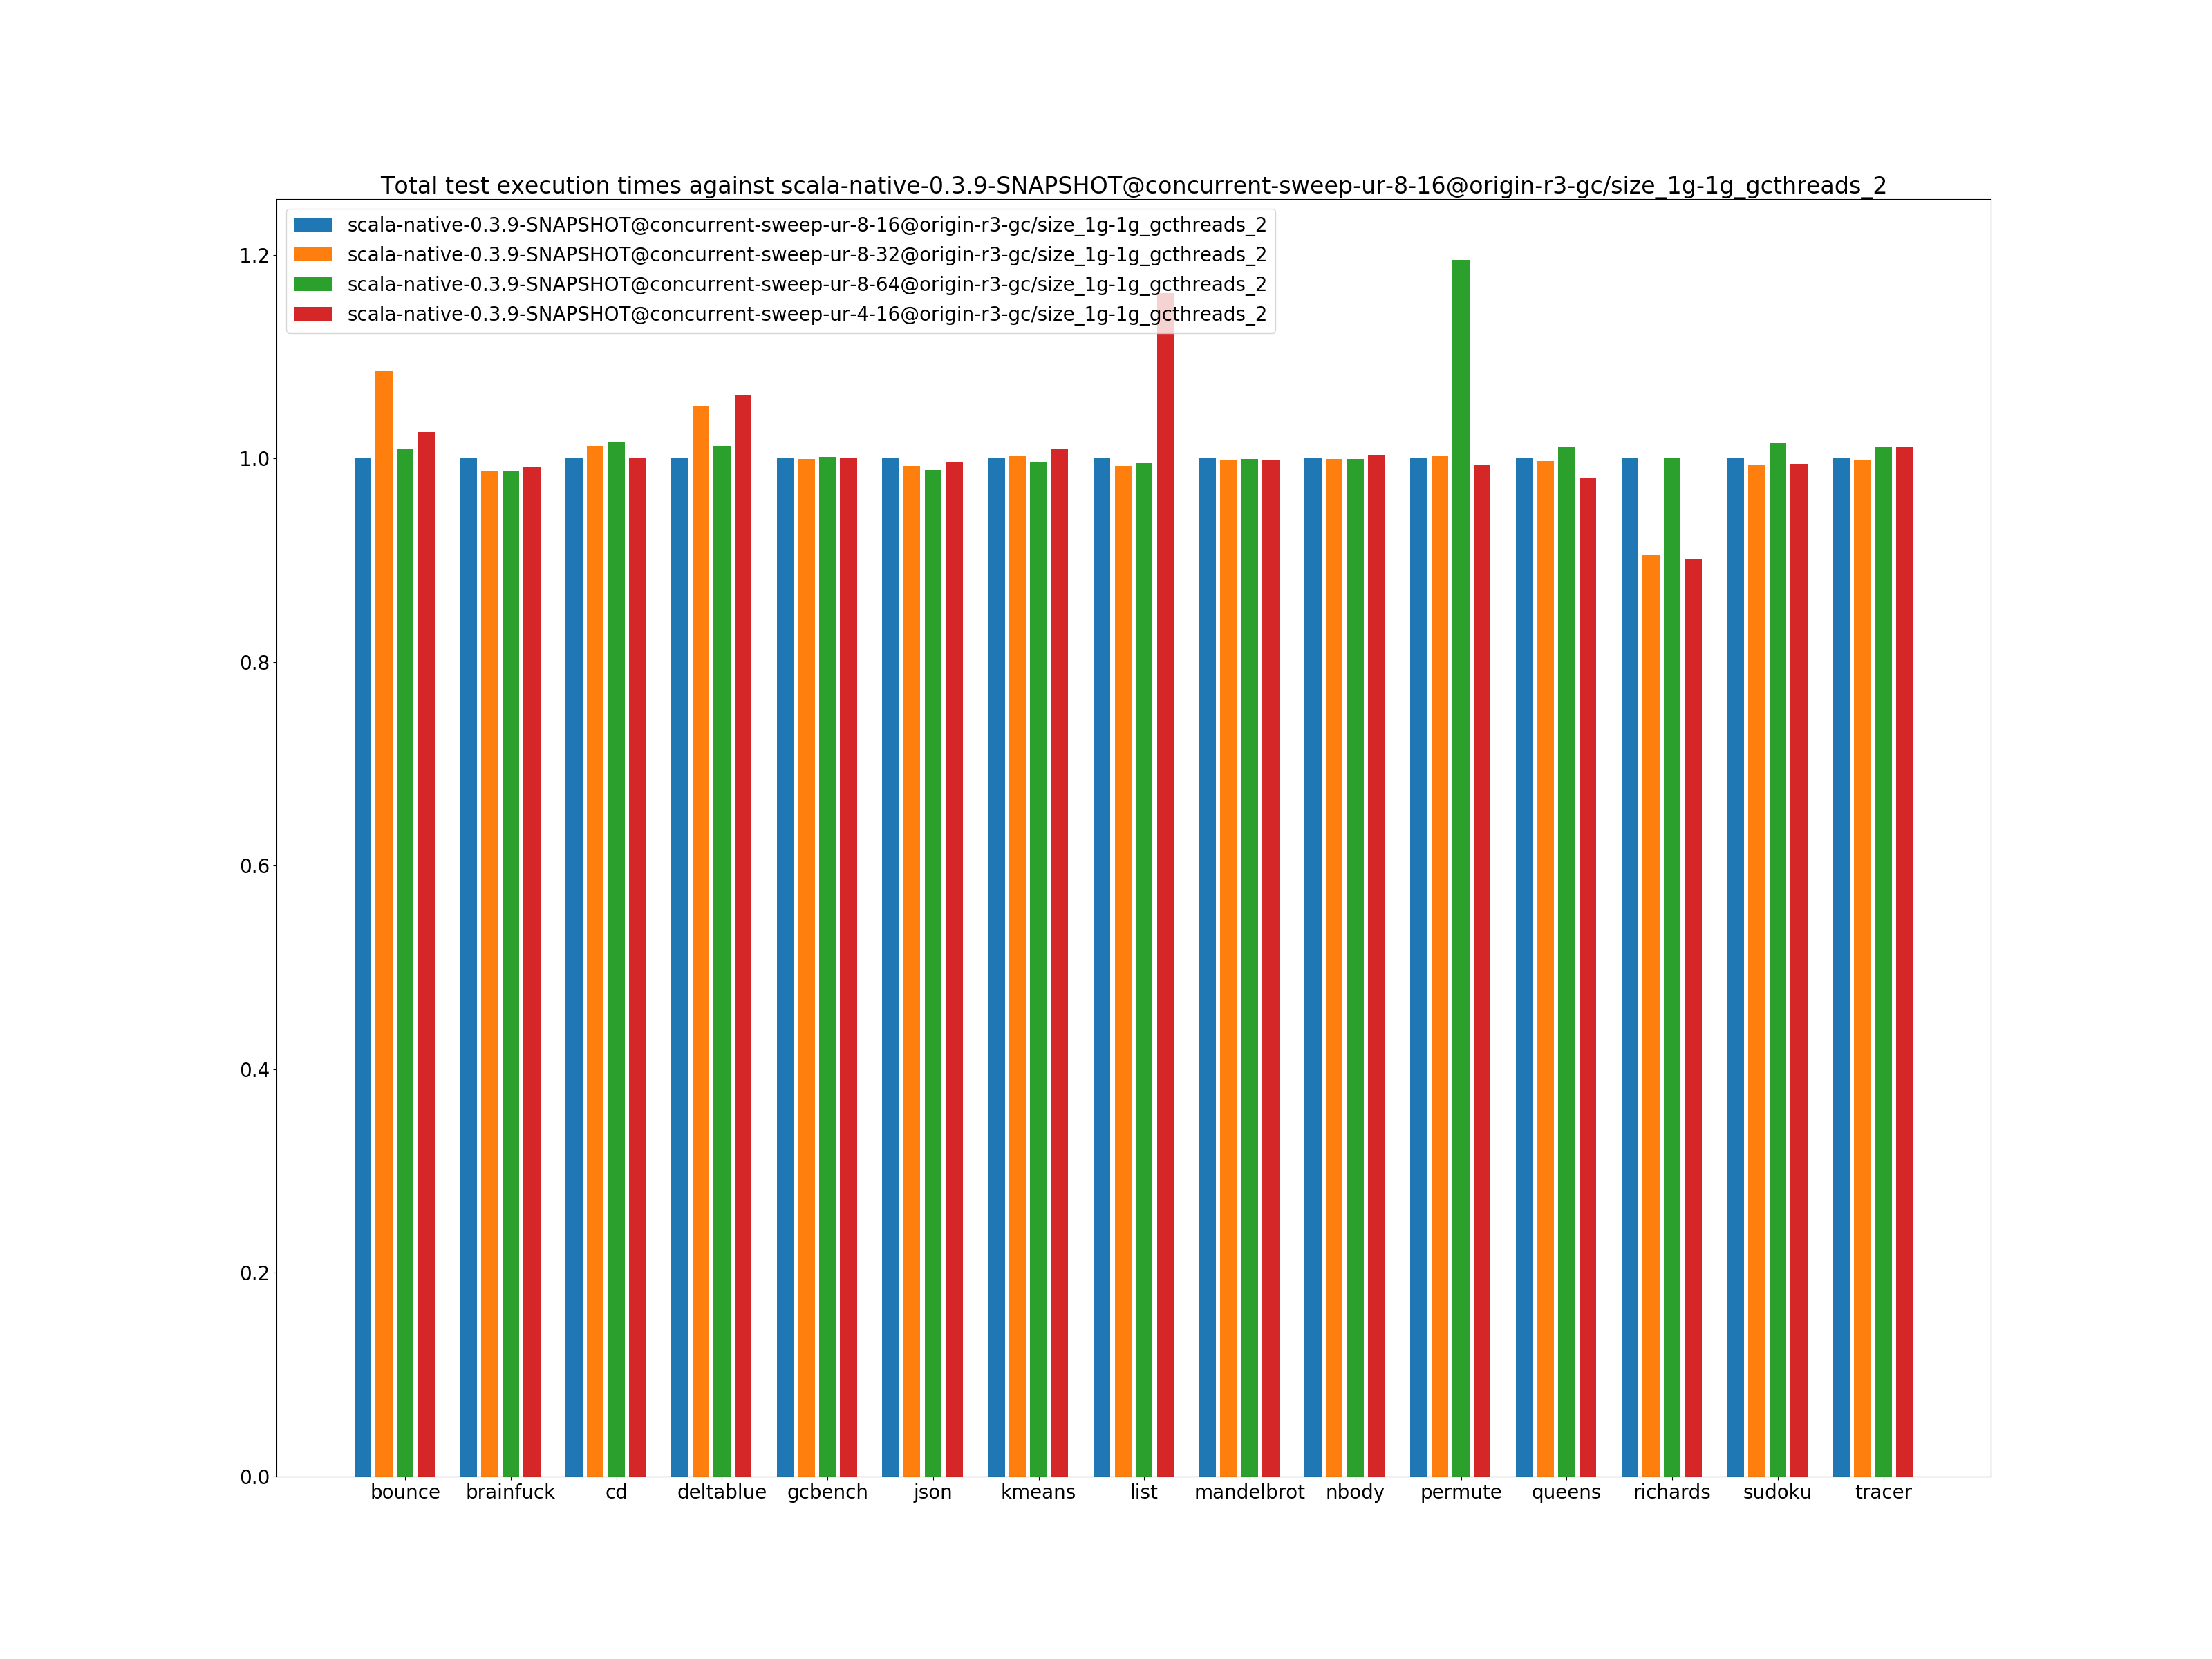 Total test execution times against scala-native-0.3.9-SNAPSHOT@concurrent-sweep-ur-8-16@origin-r3-gc/size_1g-1g_gcthreads_2
scala-native-0.3.9-SNAPSHOT@concurrent-sweep-ur-8-16@origin-r3-gc/size_1g-1g_gcthreads_2
scala-native-0.3.9-SNAPSHOT@concurrent-sweep-ur-8-32@origin-r3-gc/size_1g-1g_gcthreads_2
scala-native-0.3.9-SNAPSHOT@concurrent-sweep-ur-8-64@origin-r3-gc/size_1g-1g_gcthreads_2
scala-native-0.3.9-SNAPSHOT@concurrent-sweep-ur-4-16@origin-r3-gc/size_1g-1g_gcthreads_2
1.2
1.0
0.8
0.6
0.4
0.2
0.0
bounce brainfuck cd deltablue gcbench json kmeans list mandelbrot nbody permute queens richards sudoku tracer